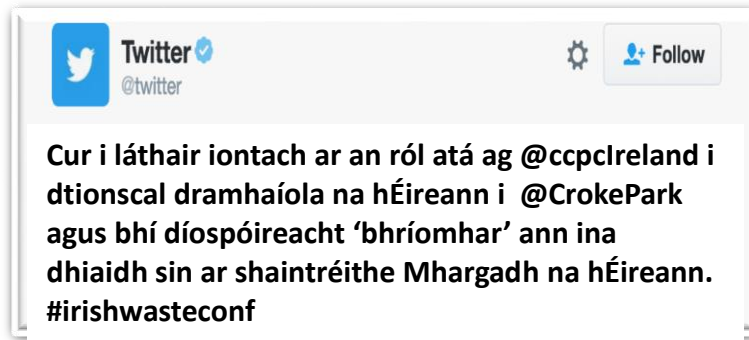 Twitter
@twitter
Follow
Cur i láthair iontach ar an ról atá ag @ccpcIreland i
dtionscal dramhaíola na hÉireann i @CrokePark
agus bhí díospóireacht ‘bhríomhar’ ann ina
dhiaidh sin ar shaintréithe Mhargadh na hÉireann.
#irishwasteconf